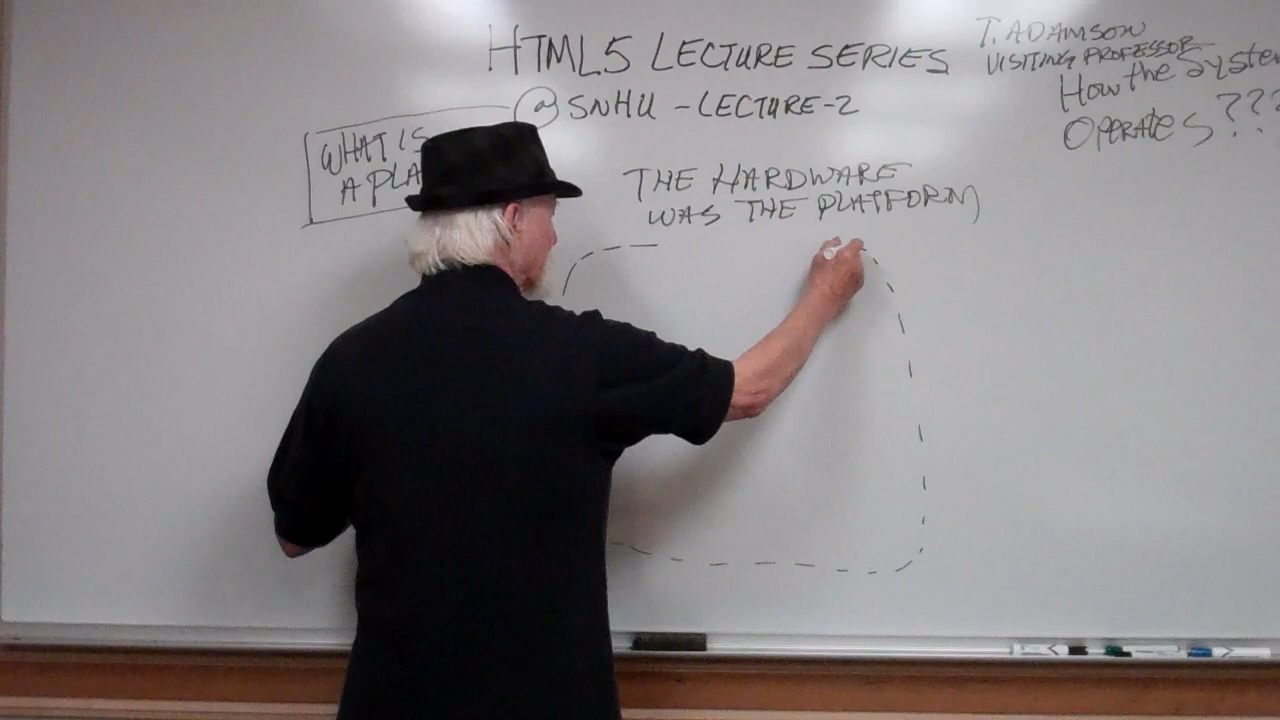 HTML5 LECTURE SERIES
@ SNHU - LECTURE-2
T. ADAMSON
VISITING PROFESSOR
How the System
Operates???
WHAT IS
A PLA
THE HARDWARE
WAS THE PLATFORM